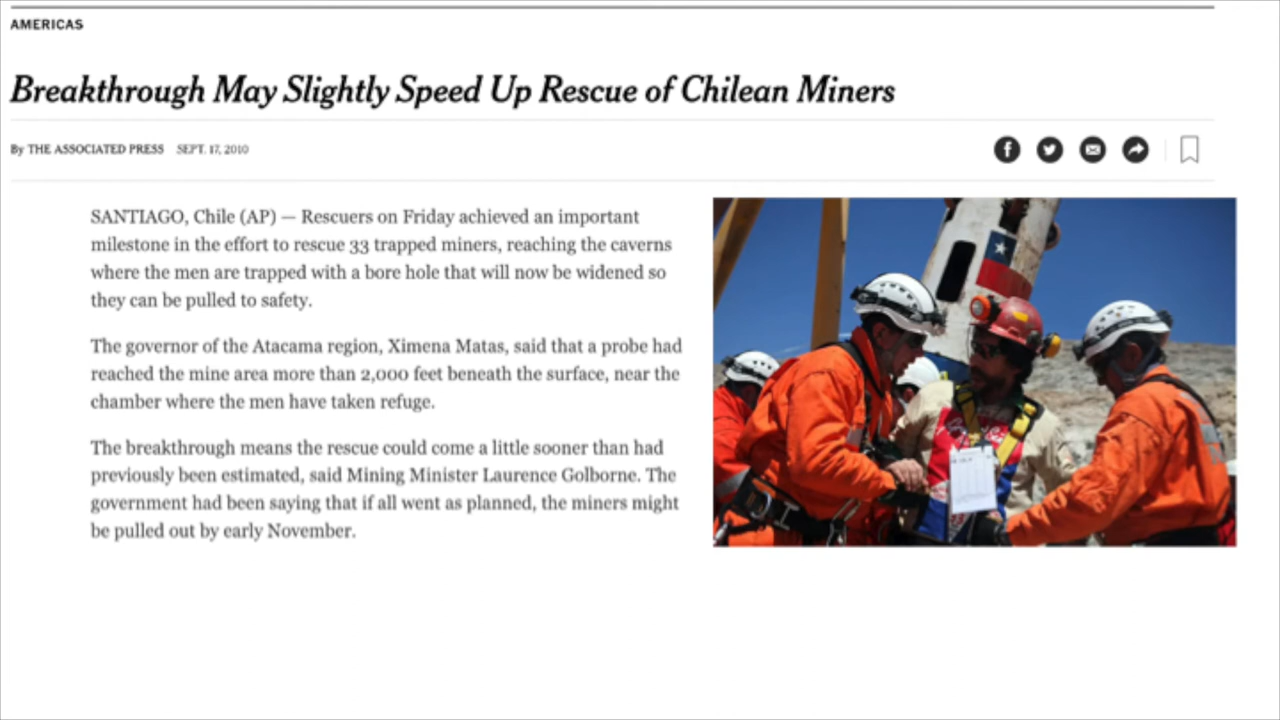 AMERICAS
Breakthrough May Slightly Speed Up Rescue of Chilean Miners
By THE ASSOCIATED PRESS SEPT. 17, 2010
SANTIAGO, Chile (AP) — Rescuers on Friday achieved an important
milestone in the effort to rescue 33 trapped miners, reaching the caverns
where the men are trapped with a bore hole that will now be widened so
they can be pulled to safety.
The governor of the Atacama region, Ximena Matas, said that a probe had
reached the mine area more than 2,000 feet beneath the surface, near the
chamber where the men have taken refuge.
The breakthrough means the rescue could come a little sooner than had
previously been estimated, said Mining Minister Laurence Golborne. The
government had been saying that if all went as planned, the miners might
be pulled out by early November.